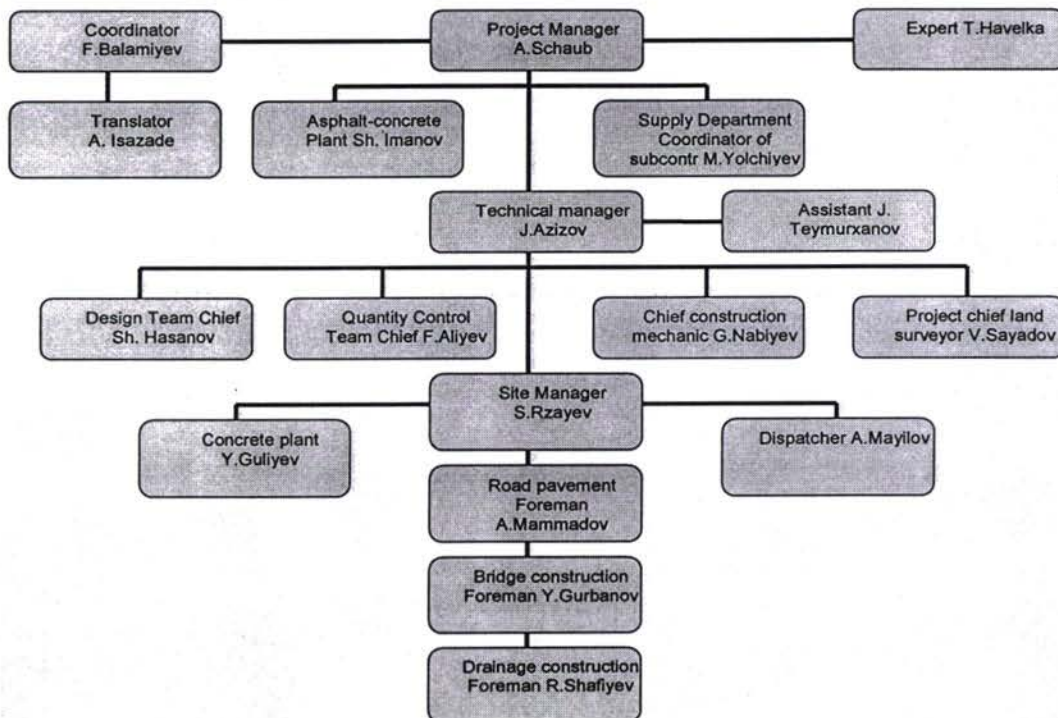 Coordinator
F.Balamiyev
Project Manager
A.Schaub
Expert T.Havelka
Translator
A. Isazade
Asphalt-concrete
Plant Sh. Imanov
Supply Department
Coordinator of
subcontr M.Yolchiyev
Technical manager
J.Azizov
Assistant J.
Teymurxanov
Design Team Chief
Sh. Hasanov
Quantity Control
Team Chief F.Aliyev
Chief construction
mechanic G.Nabiyev
Project chief land
surveyor V.Sayadov
Site Manager
S.Rzayev
Concrete plant
Y.Guliyev
Dispatcher A.Mayilov
Road pavement
Foreman
A.Mammadov
Bridge construction
Foreman Y.Gurbanov
Drainage construction
Foreman R.Shafiyev